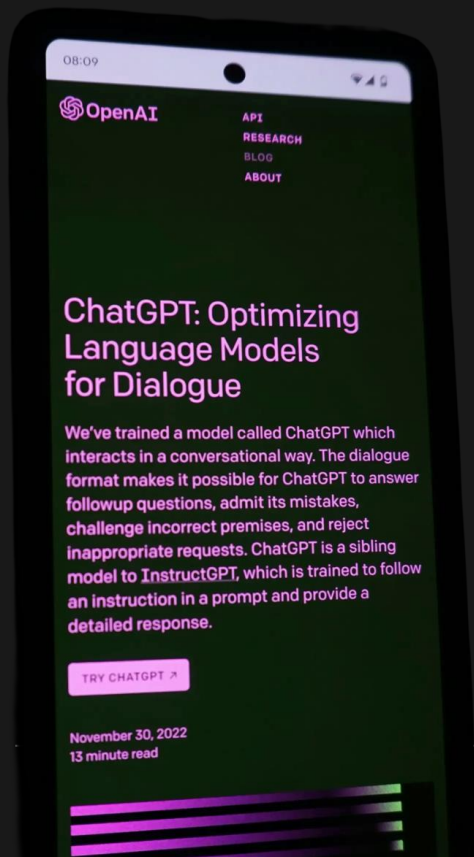 08:09
OpenAI
API
RESEARCH
BLOG
ABOUT
ChatGPT: Optimizing
Language Models
for Dialogue
We've trained a model called ChatGPT which
interacts in a conversational way. The dialogue
format makes it possible for ChatGPT to answer
followup questions, admit its mistakes,
challenge incorrect premises, and reject
inappropriate requests. ChatGPT is a sibling
model to InstructGPT, which is trained to follow
an instruction in a prompt and provide a
detailed response.
TRY CHATGPT ↗
November 30, 2022
13 minute read